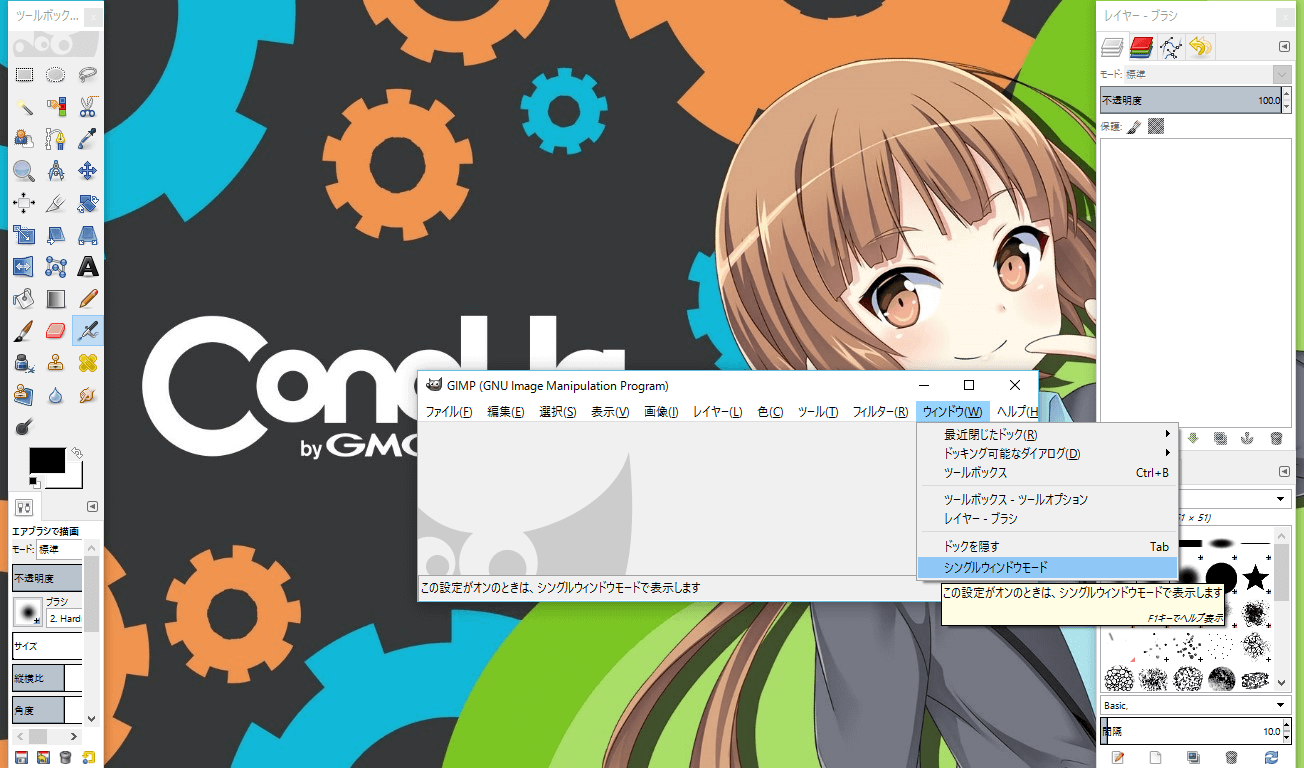 ツールボック...
エアブラシで描画
モード: 標準
不透明度
ブラシ
2. Hard
サイズ
縦横比
角度
by GMO
GIMP (GNU Image Manipulation Program)
ファイル(F) 編集(E) 選択(S) 表示(V) 画像(I) レイヤー(L) 色(C) ツール(T) フィルター(R) ウィンドウ(W) ヘルプ(H
最近閉じたドック(R)
ドッキング可能なダイアログ(D)
ツールボックス Ctrl+B
ツールボックス - ツールオプション
レイヤー - ブラシ
ドックを隠す Tab
シングルウィンドウモード
この設定がオンのときは、シングルウィンドウモードで表示します
この設定がオンのときは、シングルウィンドウモードで表示します
F1キーでヘルプ表示
レイヤー - ブラシ
モード: 標準
不透明度 100.0
保護:
1 × 51)
Basic,
間隔 10.0